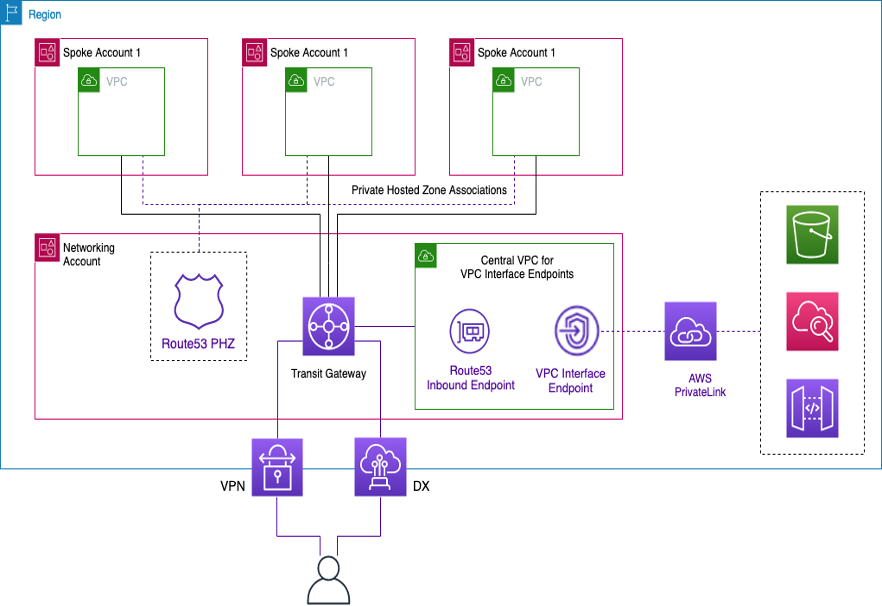 Region
Spoke Account 1
Spoke Account 1
Spoke Account 1
VPC
VPC
VPC
Private Hosted Zone Associations
Networking
Account
Central VPC for
VPC Interface Endpoints
Route53 PHZ
Transit Gateway
Route53
Inbound Endpoint
VPC Interface
Endpoint
AWS
PrivateLink
VPN
DX